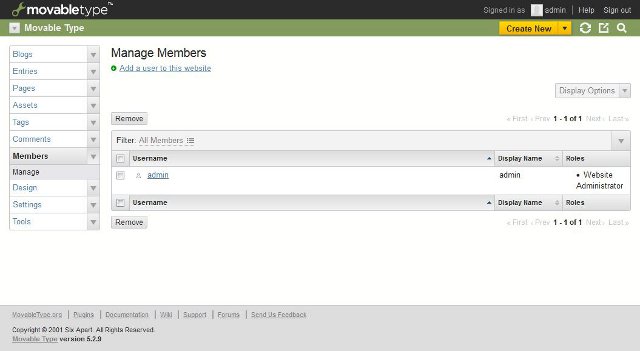 movabletype™
Signed in as admin | Help Sign out
Movable Type
Create New
Blogs
Entries
Pages
Assets
Tags
Comments
Members
Manage
Design
Settings
Tools
Manage Members
Add a user to this website
Display Options
Remove
« First ‹ Prev 1 - 1 of 1 Next › Last »
Filter: All Members
Username Display Name Roles
admin admin • Website
Administrator
Username Display Name Roles
Remove
« First ‹ Prev 1 - 1 of 1 Next › Last »
MovableType.org | Plugins | Documentation | Wiki | Support | Forums | Send Us Feedback
Copyright © 2001 Six Apart. All Rights Reserved.
Movable Type version 5.2.9